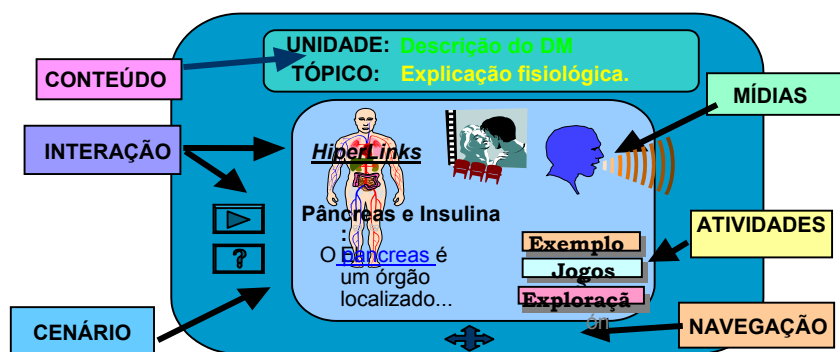 UNIDADE: Descrição do DM
TÓPICO: Explicação fisiológica.
CONTEÚDO
MÍDIAS
INTERAÇÃO
HiperLinks
Pâncreas e Insulina
:
O pâncreas é
um órgão
localizado...
?
Exemplo
Jogos
Exploraçã
ATIVIDADES
CENÁRIO
NAVEGAÇÃO